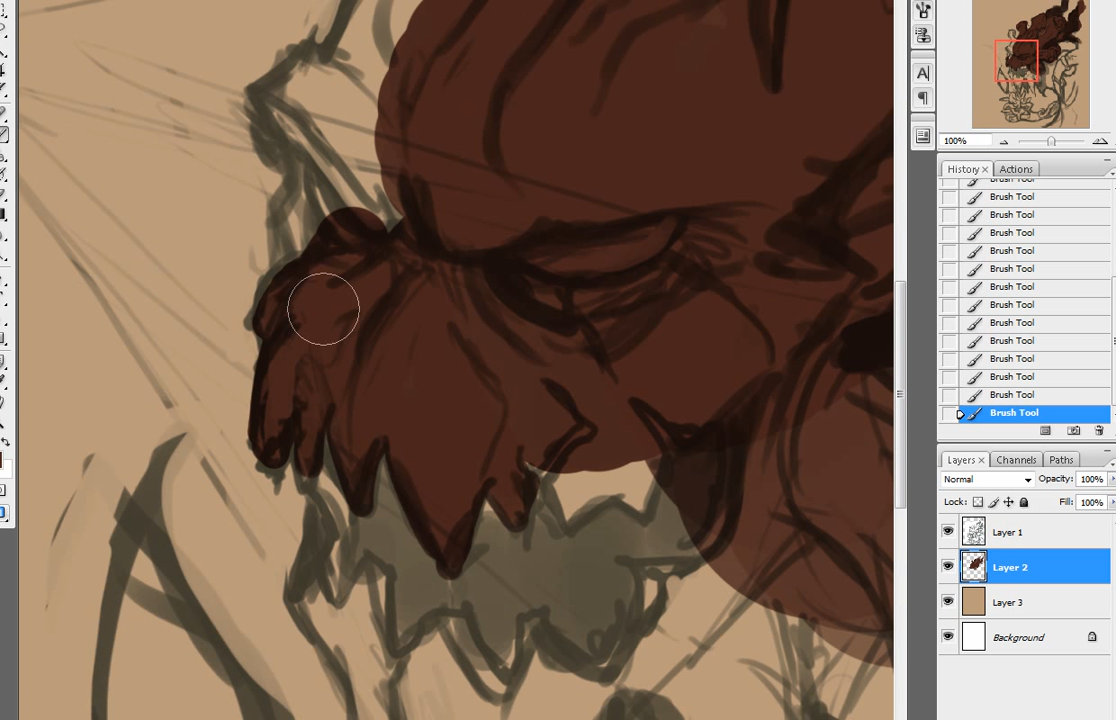 A
100%
History × Actions
Brush Tool
Brush Tool
Brush Tool
Brush Tool
Brush Tool
Brush Tool
Brush Tool
Brush Tool
Brush Tool
Brush Tool
Brush Tool
Brush Tool
Brush Tool
Brush Tool
Layers × Channels Paths
Normal Opacity: 100%
Lock: Fill: 100%
Layer 1
Layer 2
Layer 3
Background